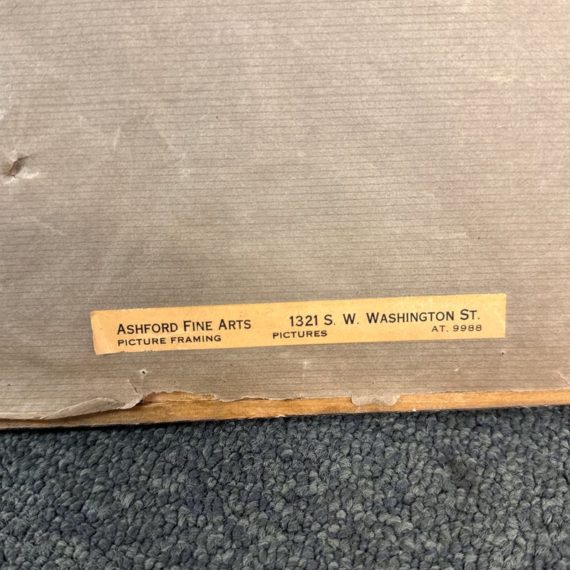 ASHFORD FINE ARTS 1321 S. W. WASHINGTON ST.
PICTURE FRAMING PICTURES AT. 9988